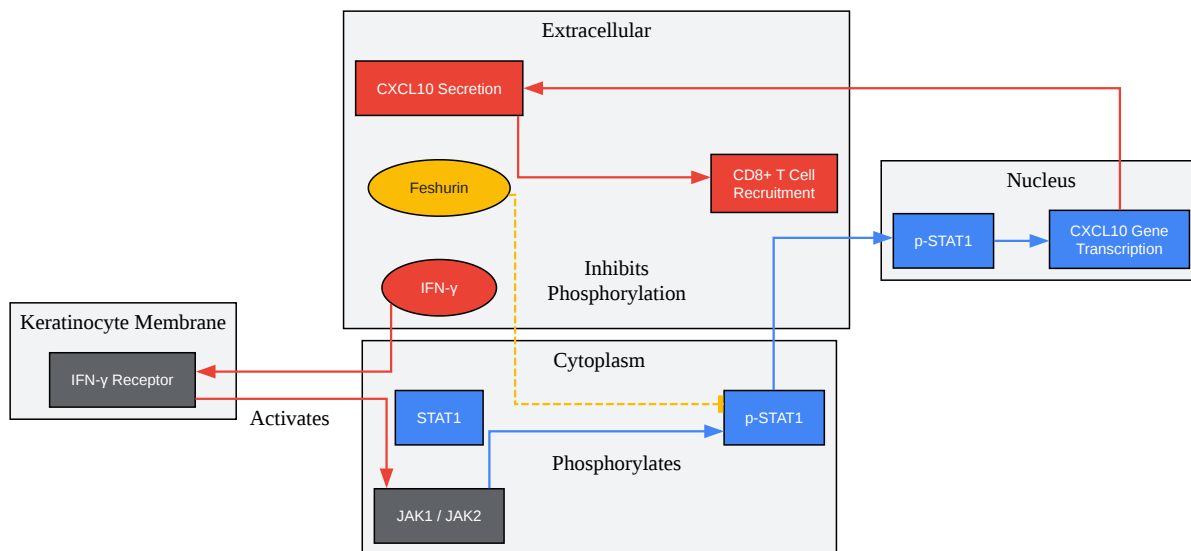 Extracellular
CXCL10 Secretion
Feshurin
CD8+ T Cell
Recruitment
IFN-γ
Inhibits
Phosphorylation
Nucleus
p-STAT1
CXCL10 Gene
Transcription
Keratinocyte Membrane
IFN-γ Receptor
Activates
Cytoplasm
STAT1
p-STAT1
Phosphorylates
JAK1 / JAK2